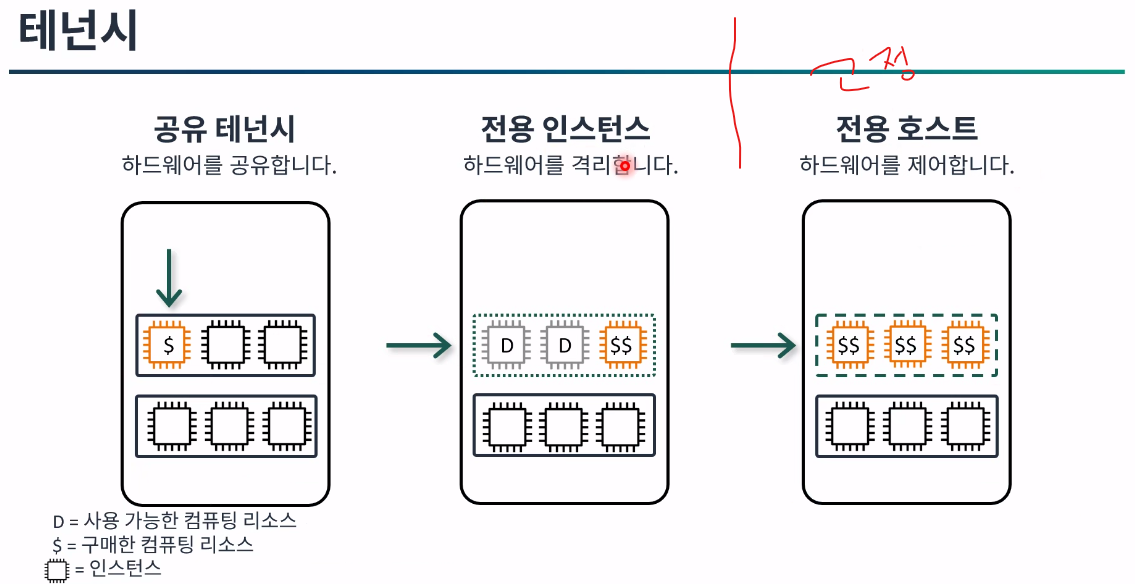 테넌시
고정
공유 테넌시
하드웨어를 공유합니다.
$
전용 인스턴스
하드웨어를 격리합니다.
D D $$
전용 호스트
하드웨어를 제어합니다.
$$ $$ $$
D = 사용 가능한 컴퓨팅 리소스
$ = 구매한 컴퓨팅 리소스
= 인스턴스